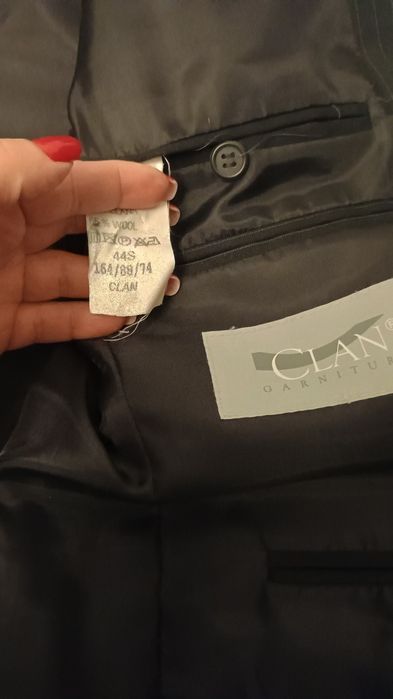 % WOOL
44S
164/88/74
CLAN
CLAN®
GARNITUR